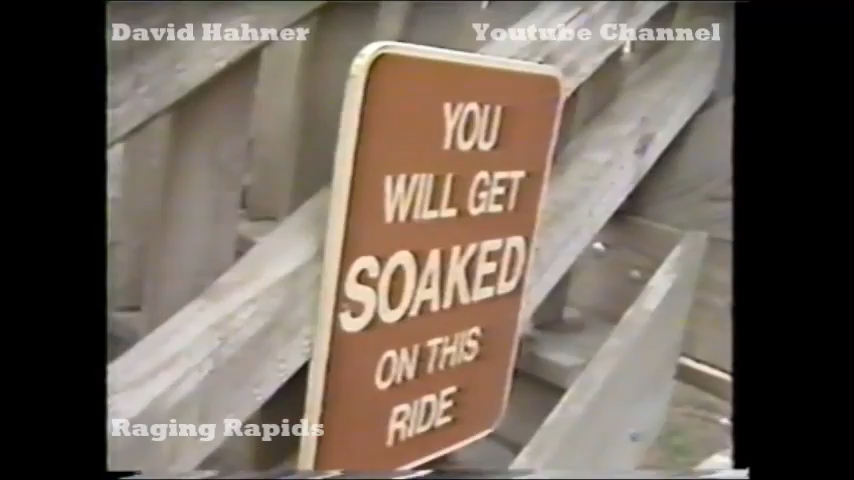 David Hahner
Youtube Channel
YOU
WILL GET
SOAKED
ON THIS
RIDE
Raging Rapids